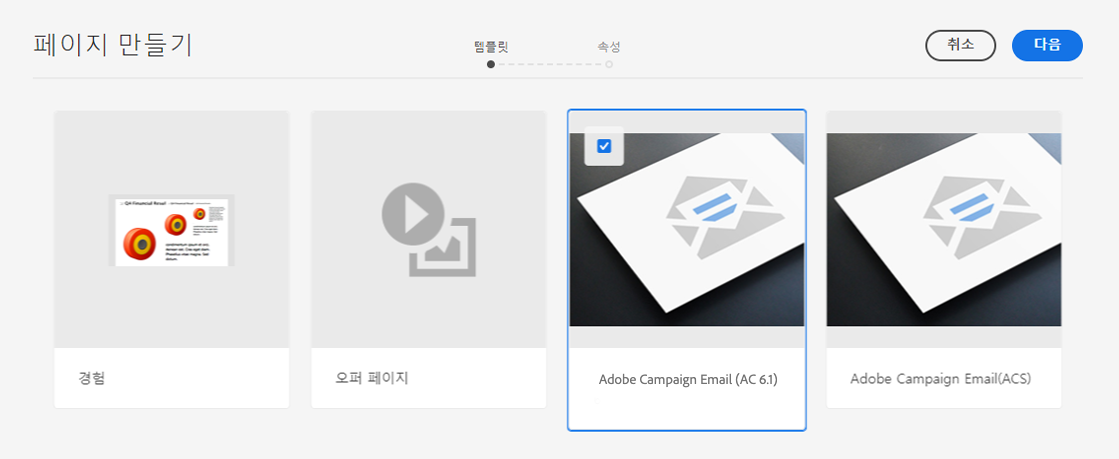 페이지 만들기
템플릿
속성
취소
다음
Q4 Financial Retail
경험
오퍼 페이지
Adobe Campaign Email (AC 6.1)
Adobe Campaign Email(ACS)